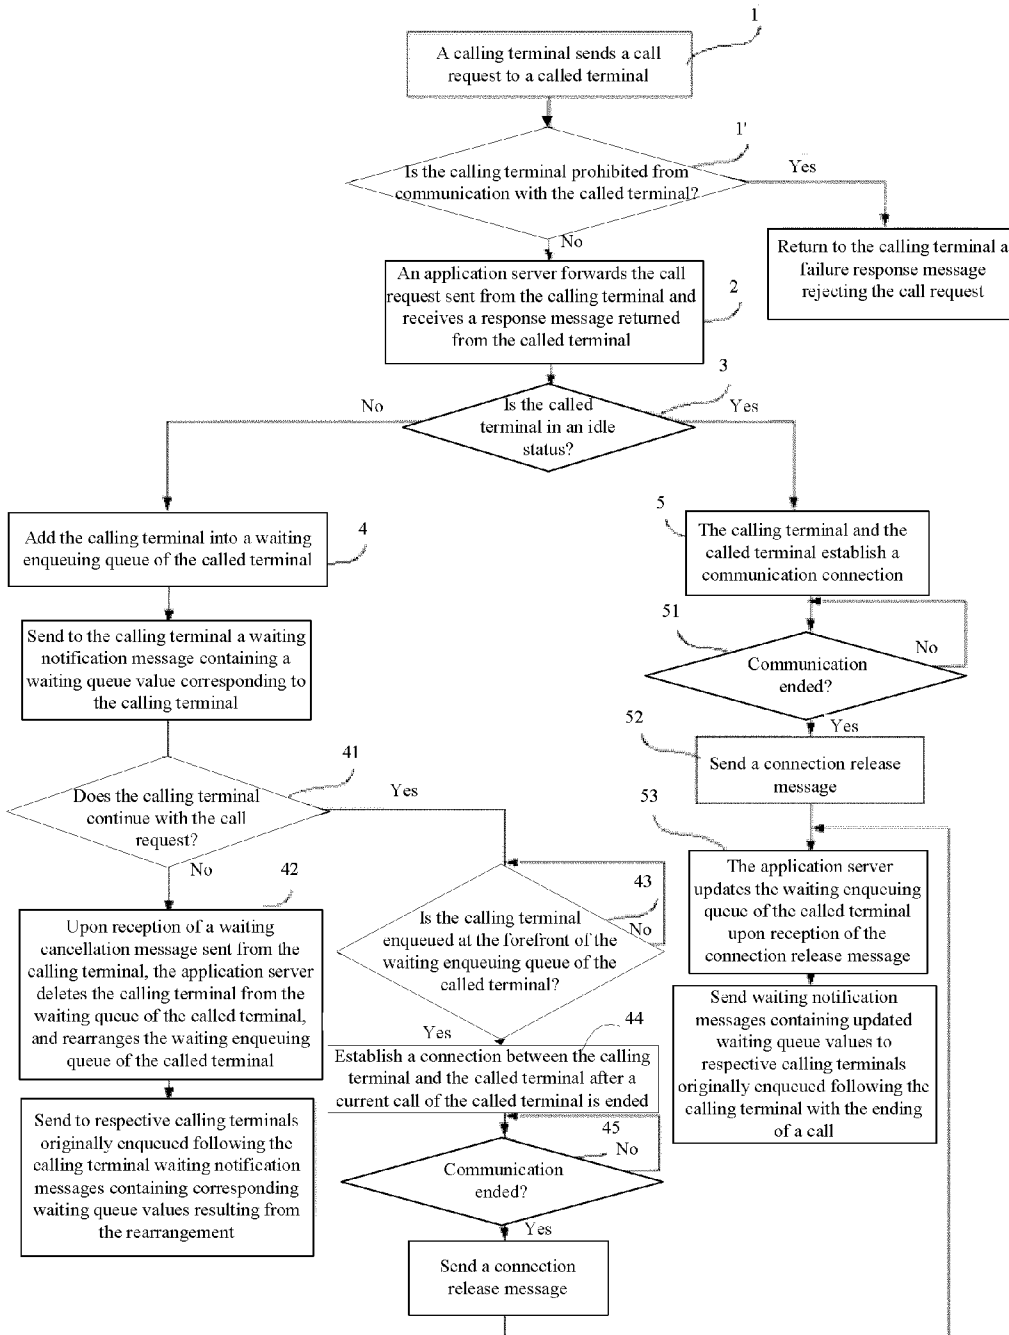 1
A calling terminal sends a call
request to a called terminal
1'
Is the calling terminal prohibited from
communication with the called terminal?
Yes
No
Return to the calling terminal a
failure response message
rejecting the call request
An application server forwards the call
request sent from the calling terminal and
receives a response message returned
from the called terminal
2
3
Is the called
terminal in an idle
status?
No
Yes
4
Add the calling terminal into a waiting
enqueuing queue of the called terminal
5
The calling terminal and the
called terminal establish a
communication connection
Send to the calling terminal a waiting
notification message containing a
waiting queue value corresponding to
the calling terminal
51
Communication
ended?
No
Yes
52
Send a connection release
message
41
Does the calling terminal
continue with the call
request?
Yes
No
53
The application server
updates the waiting enqueuing
queue of the called terminal
upon reception of the
connection release message
42
Upon reception of a waiting
cancellation message sent from the
calling terminal, the application server
deletes the calling terminal from the
waiting queue of the called terminal,
and rearranges the waiting enqueuing
queue of the called terminal
43
Is the calling terminal
enqueued at the forefront of the
waiting enqueuing queue of the
called terminal?
No
Yes
44
Establish a connection between the calling
terminal and the called terminal after a
current call of the called terminal is ended
Send waiting notification
messages containing updated
waiting queue values to
respective calling terminals
originally enqueued following the
calling terminal with the ending
of a call
Send to respective calling terminals
originally enqueued following the
calling terminal waiting notification
messages containing corresponding
waiting queue values resulting from
the rearrangement
45
Communication
ended?
No
Yes
Send a connection
release message